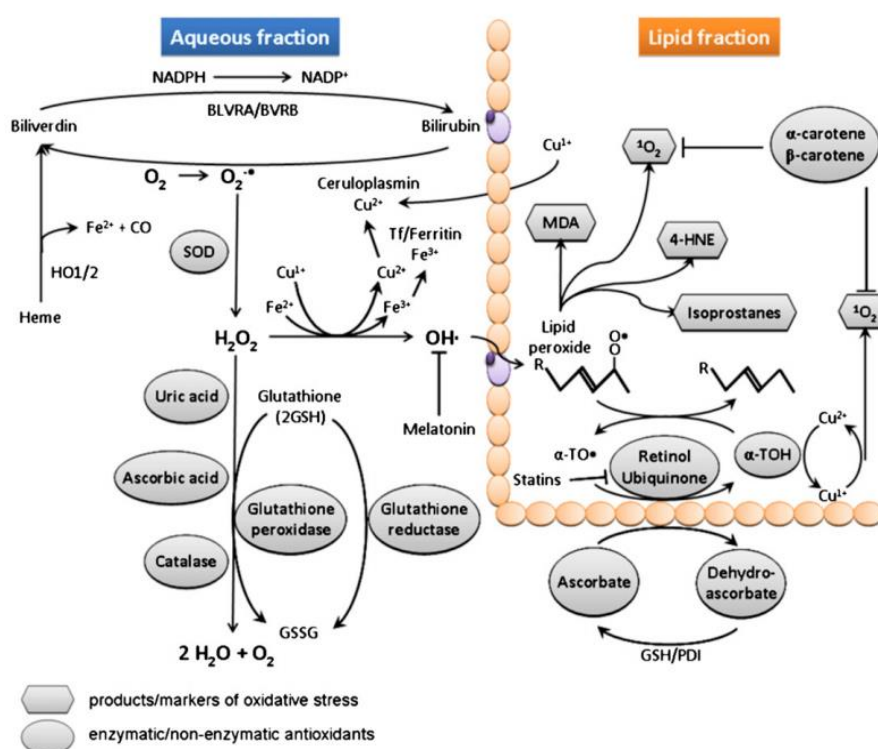 Aqueous fraction
Lipid fraction
NADPH
NADP⁺
BLVRA/BVRB
Biliverdin
Bilirubin
O₂
O₂⁻•
Fe²⁺ + CO
HO1/2
Heme
SOD
Ceruloplasmin
Cu²⁺
Cu¹⁺
Tf/Ferritin
Fe³⁺
Cu¹⁺
Cu²⁺
Fe²⁺
Fe³⁺
H₂O₂
OH·
Melatonin
Uric acid
Ascorbic acid
Catalase
Glutathione
(2GSH)
Glutathione
peroxidase
Glutathione
reductase
GSSG
2 H₂O + O₂
¹O₂
α-carotene
β-carotene
MDA
4-HNE
Isoprostanes
¹O₂
Lipid
peroxide
O•
O
R
R
α-TO•
Statins
Retinol
Ubiquinone
α-TOH
Cu²⁺
Cu¹⁺
Ascorbate
Dehydro-
ascorbate
GSH/PDI
products/markers of oxidative stress
enzymatic/non-enzymatic antioxidants